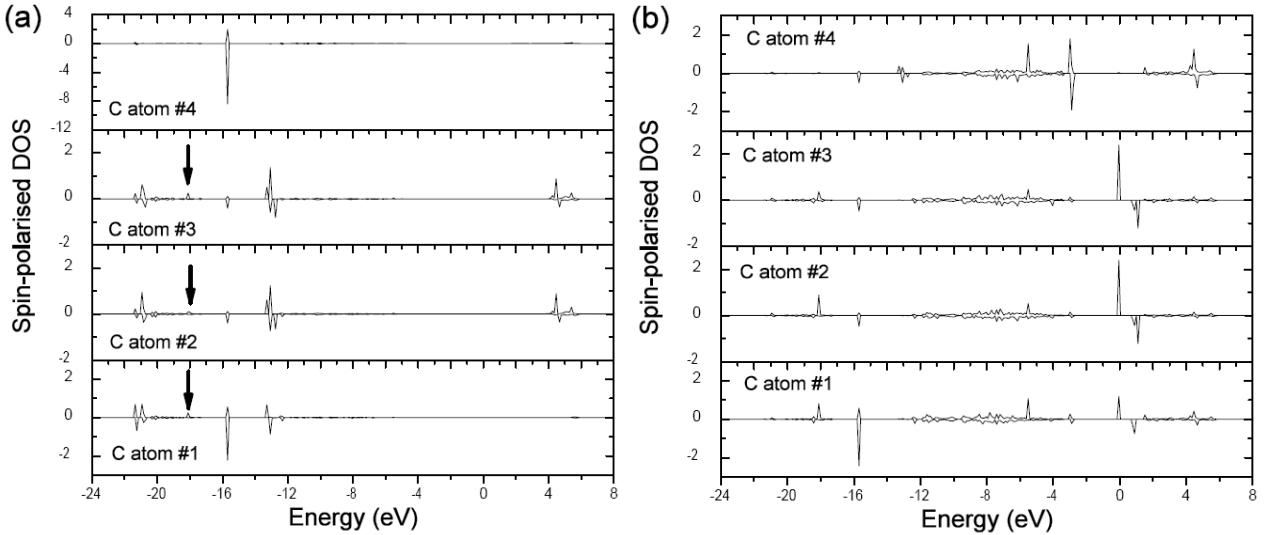 (a)
Spin-polarised DOS
4
0
-4
-8
-12
C atom #4
2
0
-2
C atom #3
2
0
-2
C atom #2
2
0
-2
C atom #1
-24 -20 -16 -12 -8 -4 0 4 8
Energy (eV)
(b)
Spin-polarised DOS
2
0
-2
C atom #4
2
0
-2
C atom #3
2
0
-2
C atom #2
2
0
-2
C atom #1
-24 -20 -16 -12 -8 -4 0 4 8
Energy (eV)